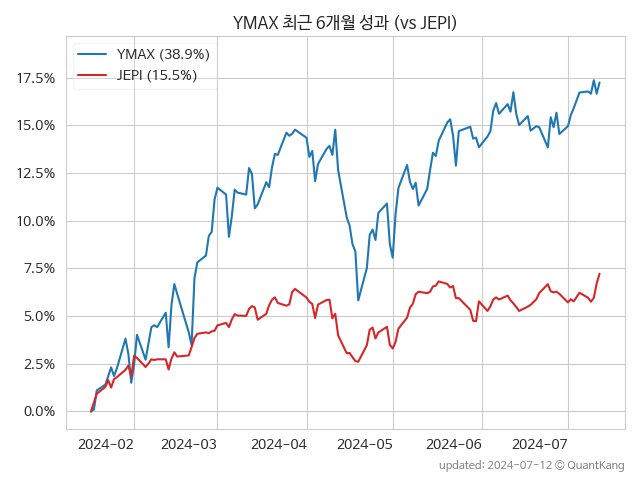 YMAX 최근 6개월 성과 (vs JEPI)
YMAX (38.9%)
JEPI (15.5%)
17.5%
15.0%
12.5%
10.0%
7.5%
5.0%
2.5%
0.0%
2024-02 2024-03 2024-04 2024-05 2024-06 2024-07
updated: 2024-07-12 © QuantKang